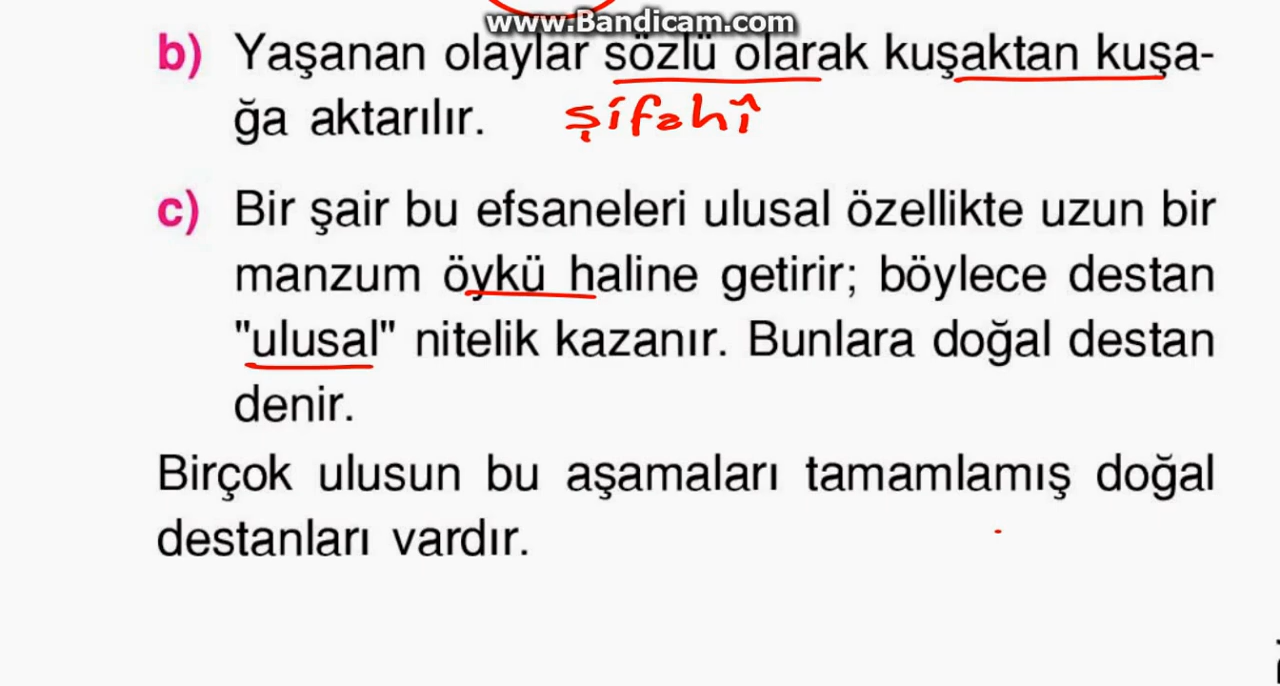 www.Bandicam.com
b) Yaşanan olaylar sözlü olarak kuşaktan kuşa-
ğa aktarılır. şifahî
c) Bir şair bu efsaneleri ulusal özellikte uzun bir
manzum öykü haline getirir; böylece destan
"ulusal" nitelik kazanır. Bunlara doğal destan
denir.
Birçok ulusun bu aşamaları tamamlamış doğal
destanları vardır.